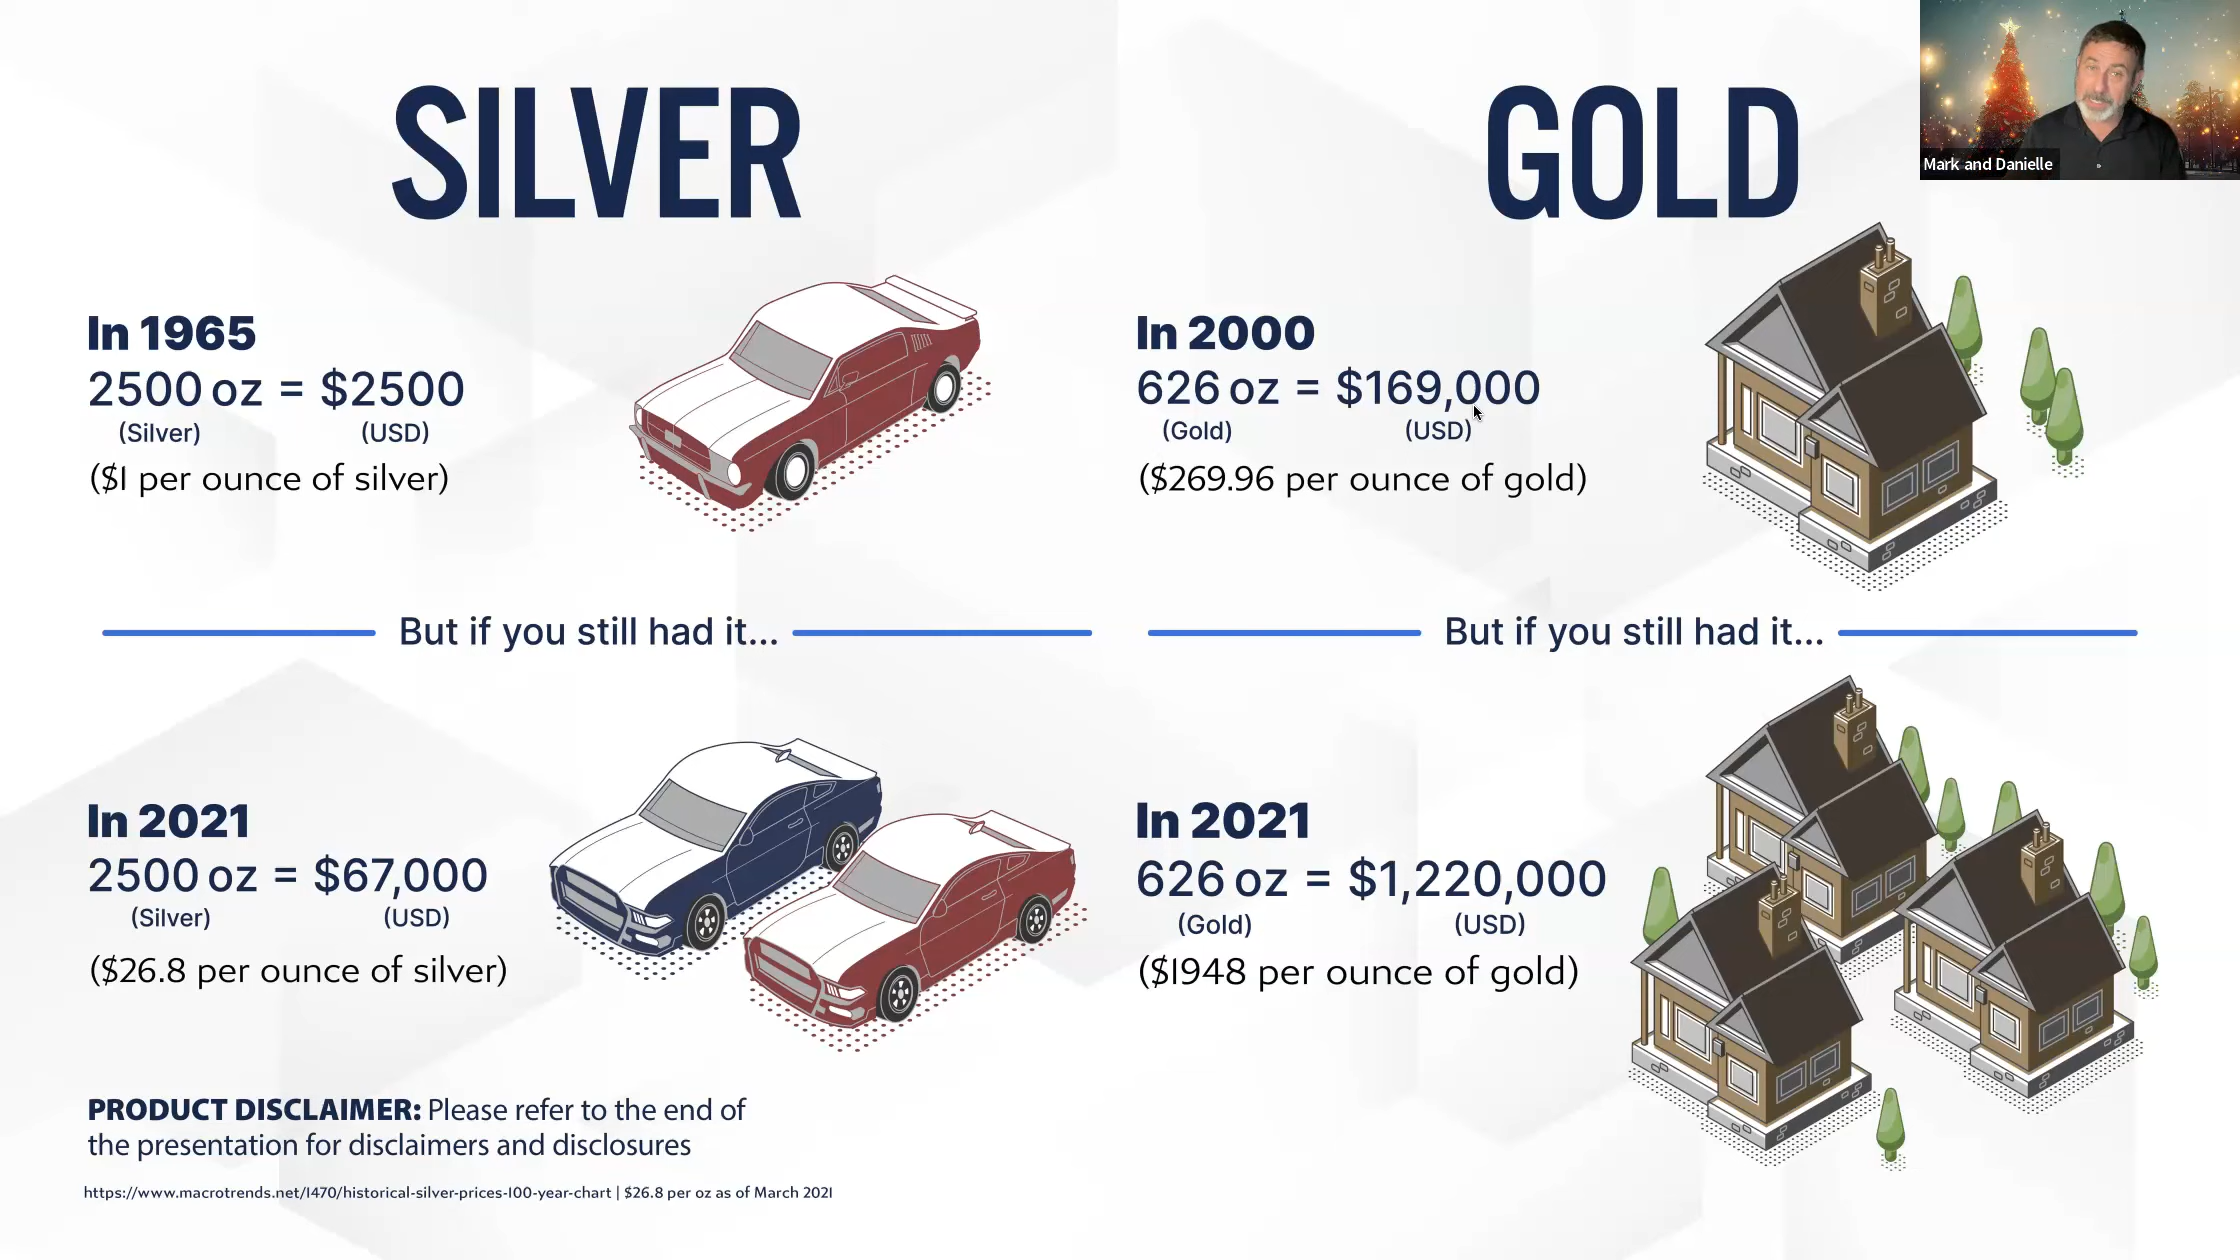 SILVER
In 1965
2500 oz = $2500
(Silver) (USD)
($1 per ounce of silver)
But if you still had it...
In 2021
2500 oz = $67,000
(Silver) (USD)
($26.8 per ounce of silver)
PRODUCT DISCLAIMER: Please refer to the end of
the presentation for disclaimers and disclosures
https://www.macrotrends.net/1470/historical-silver-prices-100-year-chart | $26.8 per oz as of March 2021
GOLD
In 2000
626 oz = $169,000
(Gold) (USD)
($269.96 per ounce of gold)
But if you still had it...
In 2021
626 oz = $1,220,000
(Gold) (USD)
($1948 per ounce of gold)
Mark and Danielle